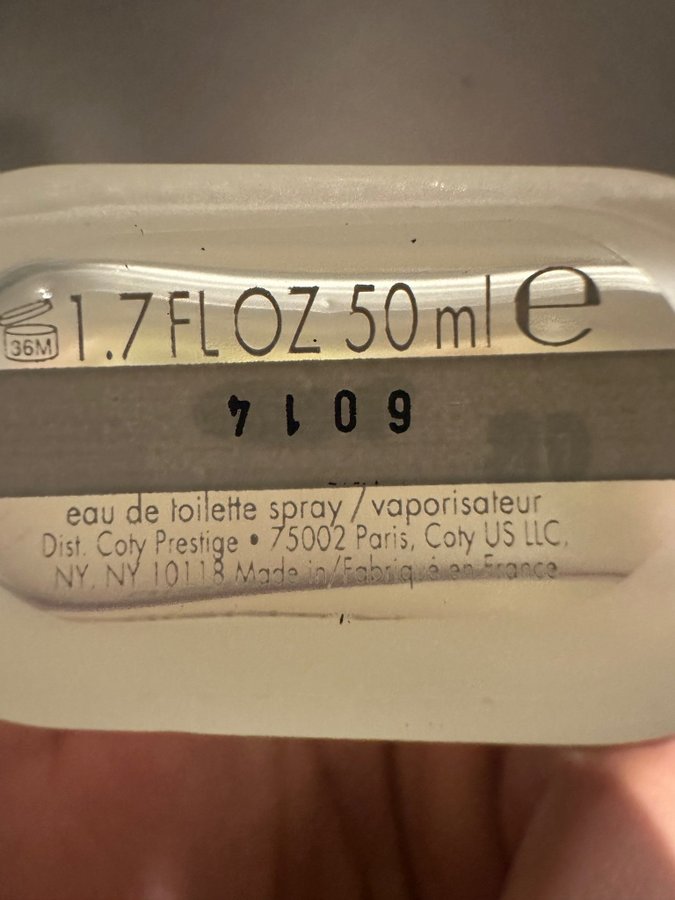 36M 1.7 FL OZ 50 ml e
6014
eau de toilette spray / vaporisateur
Dist. Coty Prestige • 75002 Paris, Coty US LLC,
NY, NY 10118 Made in/Fabriqué en France